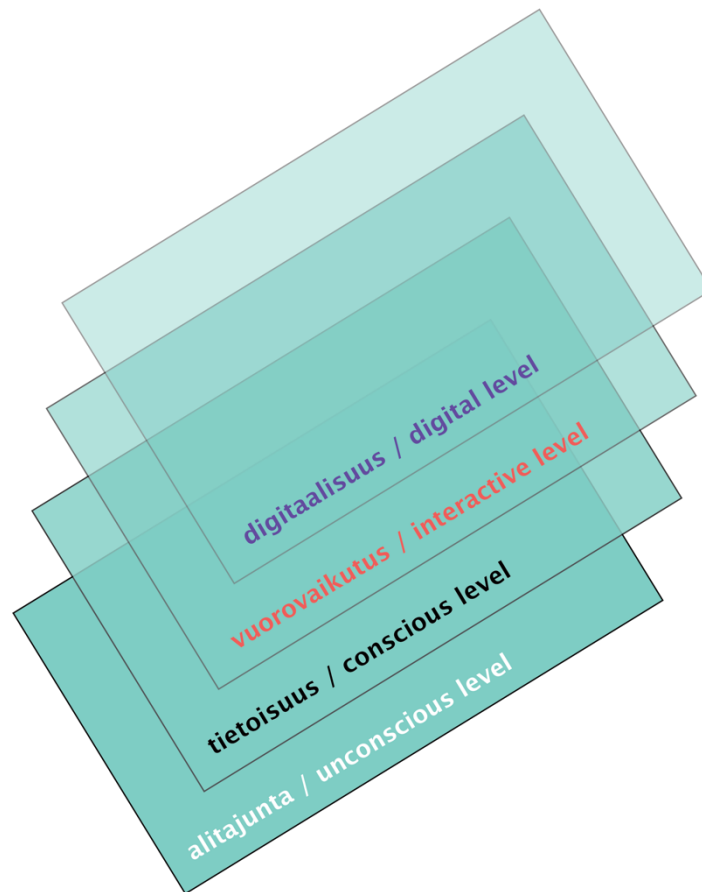 digitaalisuus / digital level
vuorovaikutus / interactive level
tietoisuus / conscious level
alitajunta / unconscious level